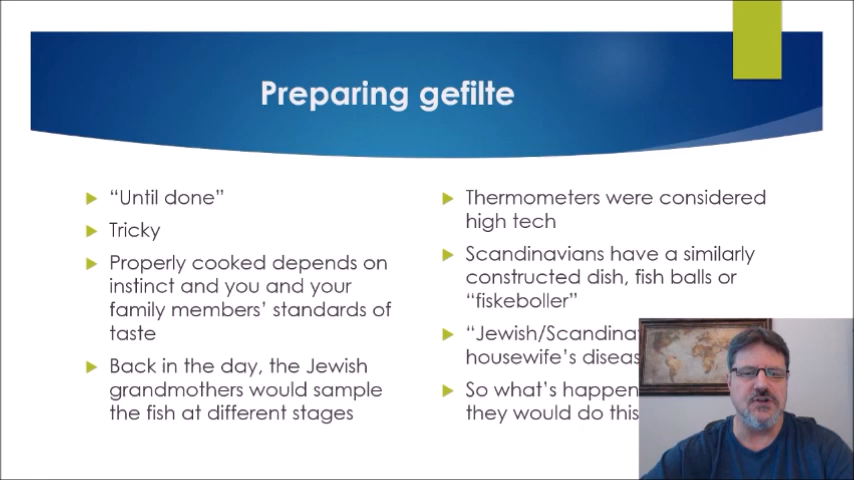 Preparing gefilte
“Until done”
Tricky
Properly cooked depends on
instinct and you and your
family members’ standards of
taste
Back in the day, the Jewish
grandmothers would sample
the fish at different stages
Thermometers were considered
high tech
Scandinavians have a similarly
constructed dish, fish balls or
“fiskeboller”
“Jewish/Scandina
housewife’s diseas
So what’s happen
they would do this